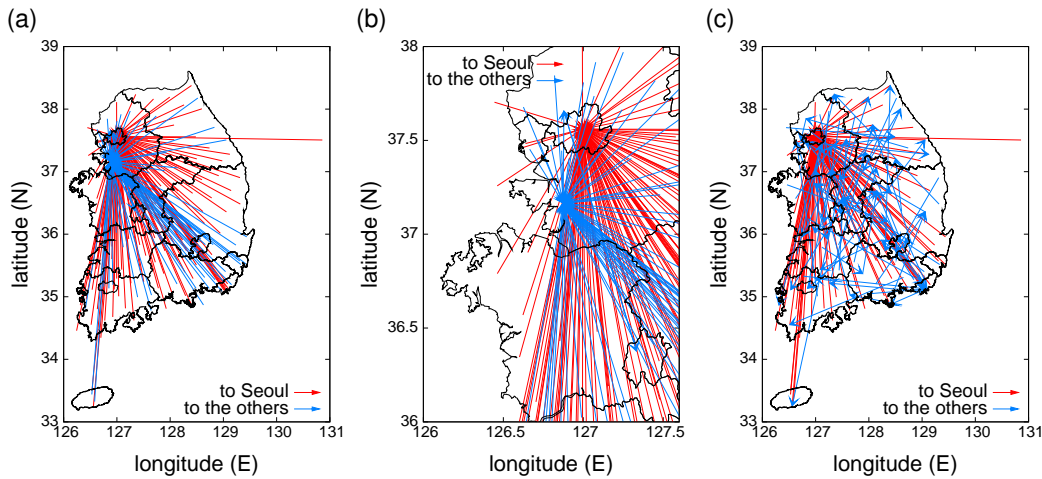 (a)
39
38
37
36
35
34
33
126
127
128
129
130
131
latitude (N)
longitude (E)
to Seoul
to the others
(b)
38
37.5
37
36.5
36
126
126.5
127
127.5
latitude (N)
longitude (E)
to Seoul
to the others
(c)
39
38
37
36
35
34
33
126
127
128
129
130
131
latitude (N)
longitude (E)
to Seoul
to the others